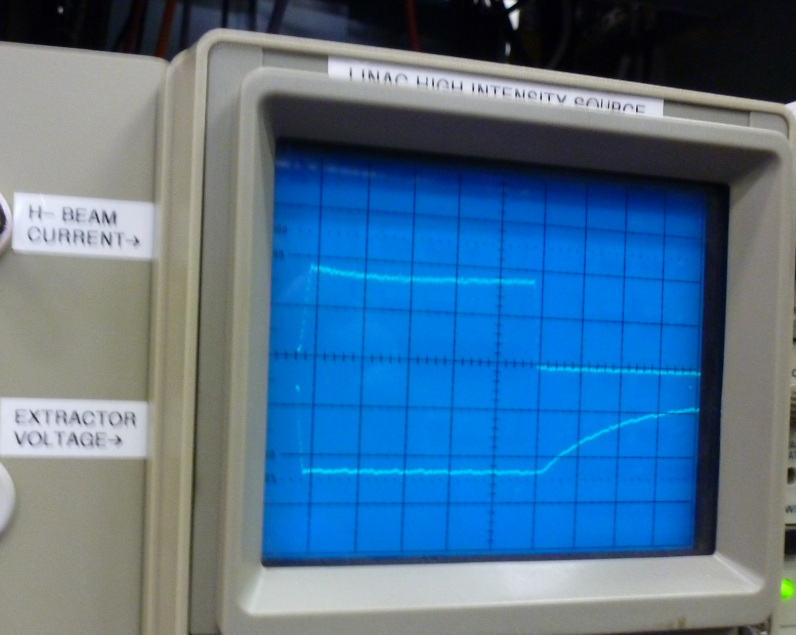 LINAC HIGH INTENSITY SOURCE
H- BEAM
CURRENT→
EXTRACTOR
VOLTAGE→